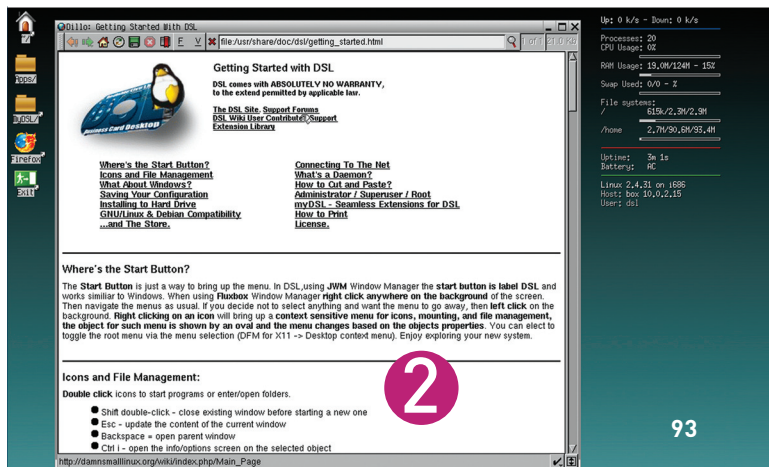 Dillo: Getting Started With DSL
E V file:/usr/share/doc/dsl/getting_started.html 1 of 1 21.0 Kb
Apps/
MyDSL/
Firefox
Exit
Business Card Desktop
Getting Started with DSL
DSL comes with ABSOLUTELY NO WARRANTY,
to the extend permitted by applicable law.
The DSL Site, Support Forums
DSL Wiki User Contributed Support
Extension Library
Where's the Start Button?
Icons and File Management
What About Windows?
Saving Your Configuration
Installing to Hard Drive
GNU/Linux & Debian Compatibility
...and The Store.
Connecting To The Net
What's a Daemon?
How to Cut and Paste?
Administrator / Superuser / Root
myDSL - Seamless Extensions for DSL
How to Print
License.
Where's the Start Button?
The Start Button is just a way to bring up the menu. In DSL,using JWM Window Manager the start button is label DSL and
works similiar to Windows. When using Fluxbox Window Manager right click anywhere on the background of the screen.
Then navigate the menus as usual. If you decide not to select anything and want the menu to go away, then left click on the
background. Right clicking on an icon will bring up a context sensitive menu for icons, mounting, and file management,
the object for such menu is shown by an oval and the menu changes based on the objects properties. You can elect to
toggle the root menu via the menu selection (DFM for X11 -> Desktop context menu). Enjoy exploring your new system.
Icons and File Management:
Double click icons to start programs or enter/open folders.
Shift double-click - close existing window before starting a new one
Esc - update the content of the current window
Backspace = open parent window
Ctrl i - open the info/options screen on the selected object
http://damnsmalllinux.org/wiki/index.php/Main_Page
2
Up: 0 k/s - Down: 0 k/s
Processes: 20
CPU Usage: 0%
RAM Usage: 19.0M/124M - 15%
Swap Used: 0/0 - %
File systems:
/ 615k/2.3M/2.9M
/home 2.7M/90.6M/93.4M
Uptime: 3m 1s
Battery: AC
Linux 2.4.31 on i686
Host: box 10.0.2.15
User: dsl
93